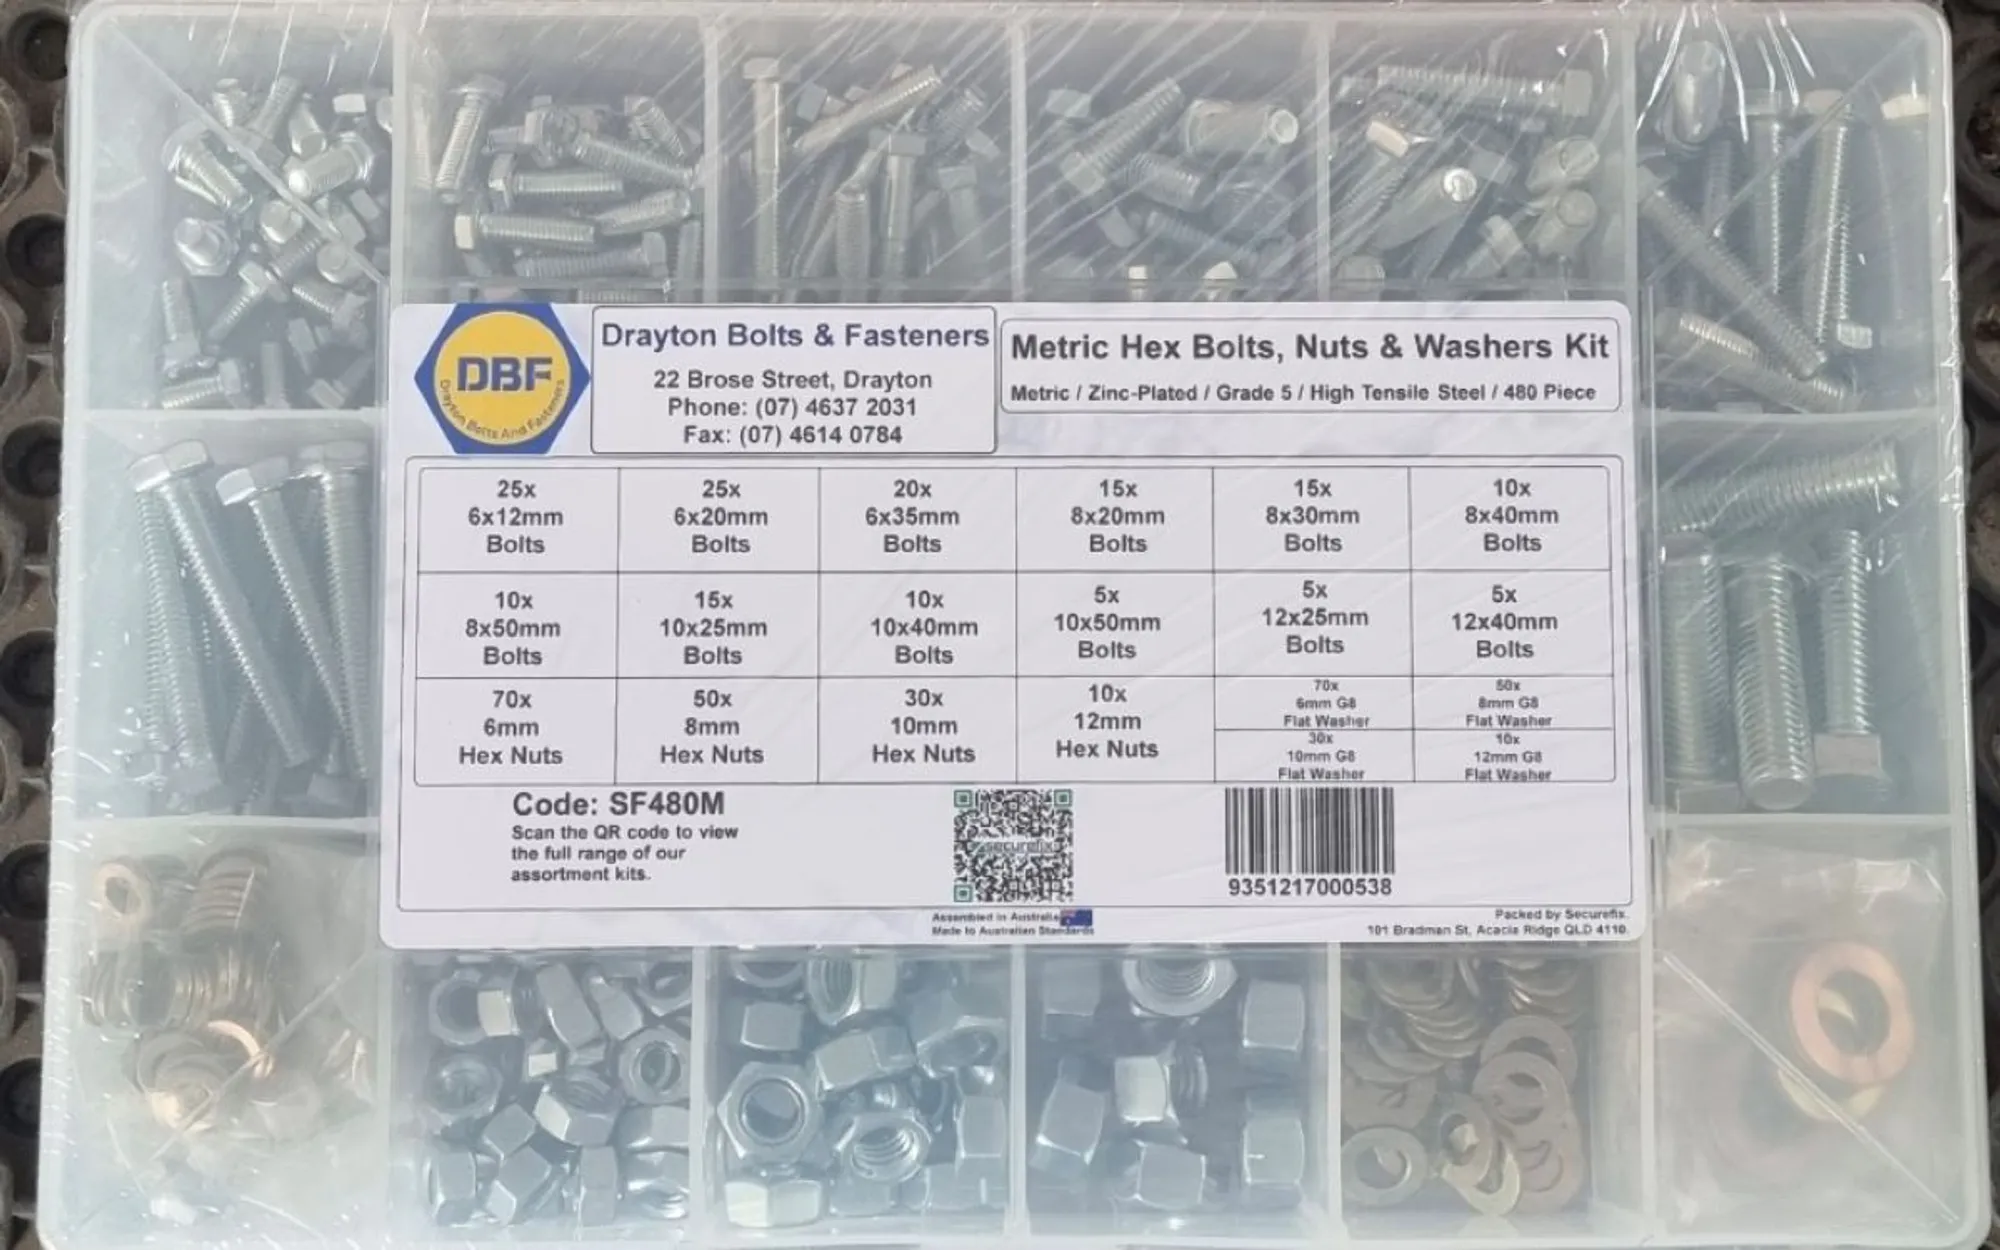 DBF
Drayton Bolts And Fasteners
Drayton Bolts & Fasteners
22 Brose Street, Drayton
Phone: (07) 4637 2031
Fax: (07) 4614 0784
Metric Hex Bolts, Nuts & Washers Kit
Metric / Zinc-Plated / Grade 5 / High Tensile Steel / 480 Piece
25x
6x12mm
Bolts
25x
6x20mm
Bolts
20x
6x35mm
Bolts
15x
8x20mm
Bolts
15x
8x30mm
Bolts
10x
8x40mm
Bolts
10x
8x50mm
Bolts
15x
10x25mm
Bolts
10x
10x40mm
Bolts
5x
10x50mm
Bolts
5x
12x25mm
Bolts
5x
12x40mm
Bolts
70x
6mm
Hex Nuts
50x
8mm
Hex Nuts
30x
10mm
Hex Nuts
10x
12mm
Hex Nuts
70x
6mm G8
Flat Washer
50x
8mm G8
Flat Washer
30x
10mm G8
Flat Washer
10x
12mm G8
Flat Washer
Code: SF480M
Scan the QR code to view
the full range of our
assortment kits.
securefix
9351217000538
Assembled in Australia
Made to Australian Standards
Packed by Securefix.
101 Bradman St, Acacia Ridge QLD 4110.